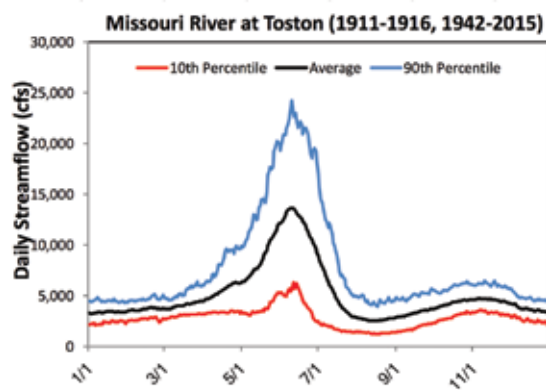 Missouri River at Toston (1911-1916, 1942-2015)
30,000
10th Percentile Average 90th Percentile
25,000
20,000
15,000
10,000
5,000
0
Daily Streamflow (cfs)
1/1 3/1 5/1 7/1 9/1 11/1